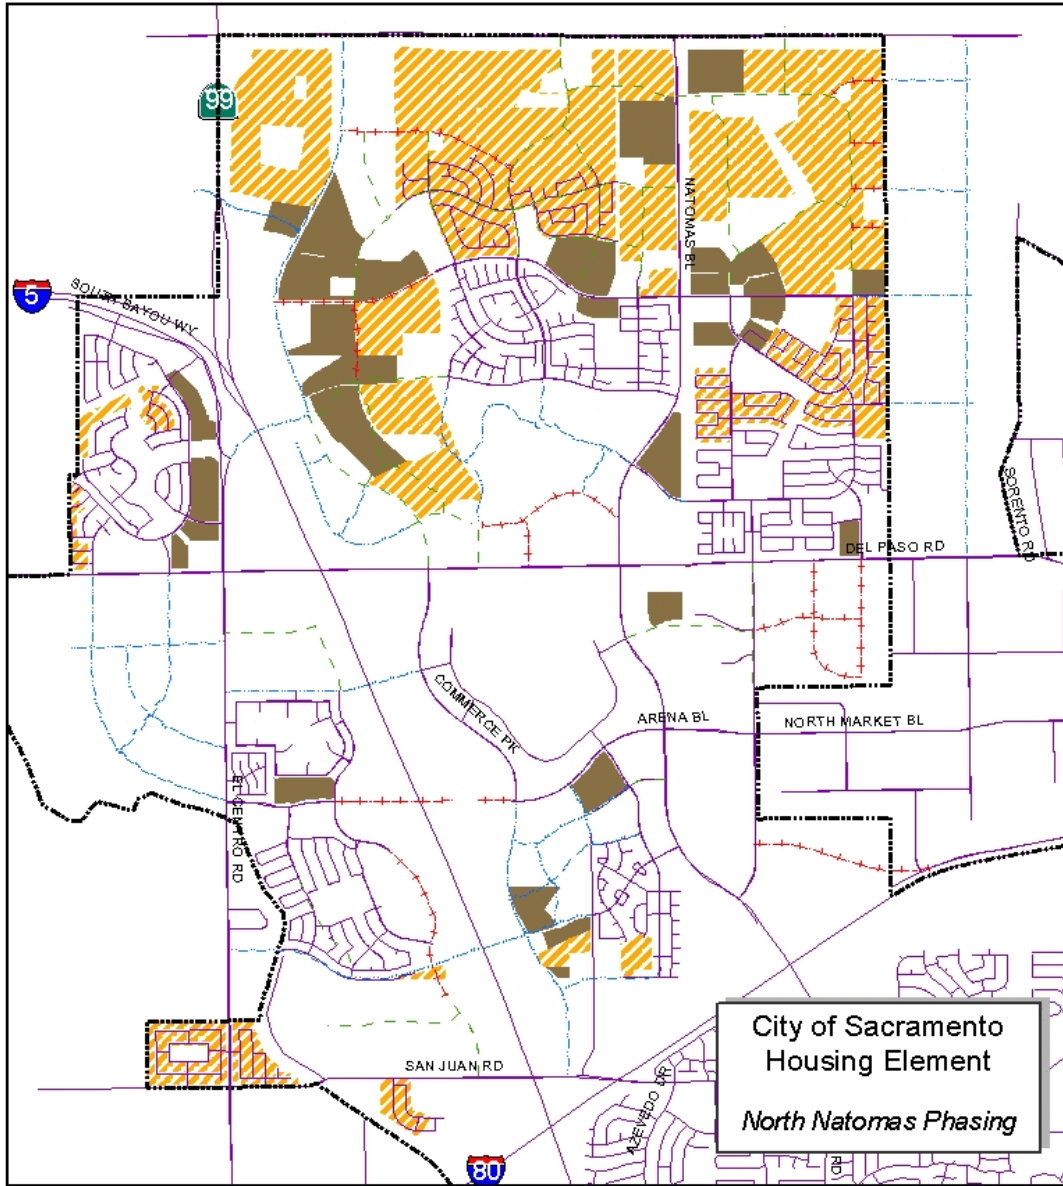 99
NATOMAS BL
5
SOUTH BAYOU WY
SORENTO RD
DEL PASO RD
COMMERCE PK
ARENA BL
NORTH MARKET BL
EL CENTRO RD
City of Sacramento
Housing Element
North Natomas Phasing
SAN JUAN RD
AZEVEDO DR
RD
80